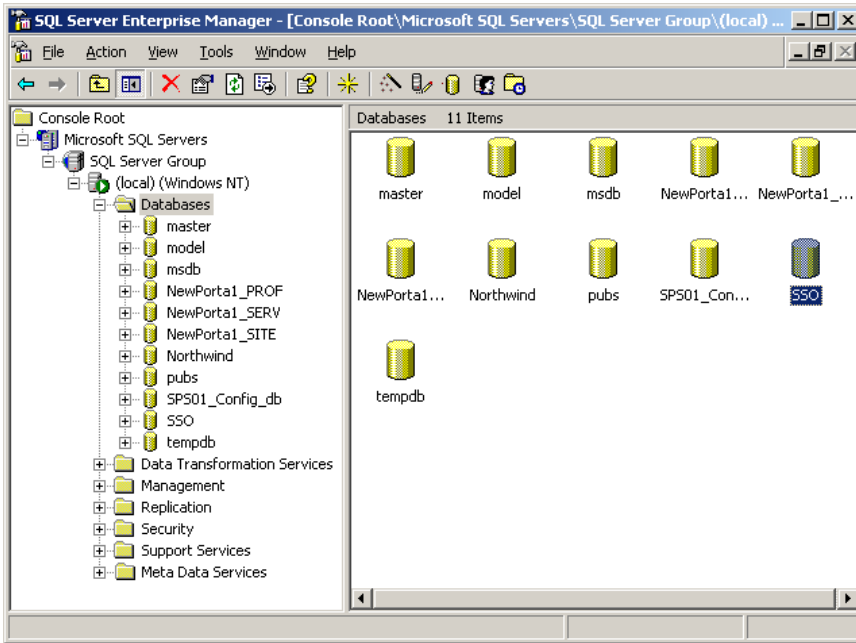 SQL Server Enterprise Manager - [Console Root\Microsoft SQL Servers\SQL Server Group\(local) ...
File Action View Tools Window Help
Console Root
Microsoft SQL Servers
SQL Server Group
(local) (Windows NT)
Databases
master
model
msdb
NewPorta1_PROF
NewPorta1_SERV
NewPorta1_SITE
Northwind
pubs
SPS01_Config_db
SSO
tempdb
Data Transformation Services
Management
Replication
Security
Support Services
Meta Data Services
Databases 11 Items
master model msdb NewPorta1... NewPorta1_...
NewPorta1... Northwind pubs SPS01_Con... SSO
tempdb